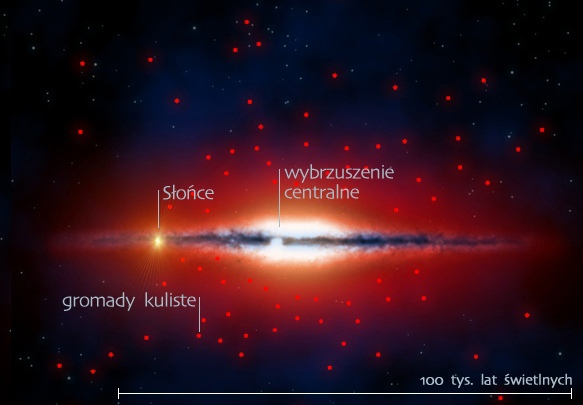 wybrzuszenie
centralne
Słońce
gromady kuliste
100 tys. lat świetlnych